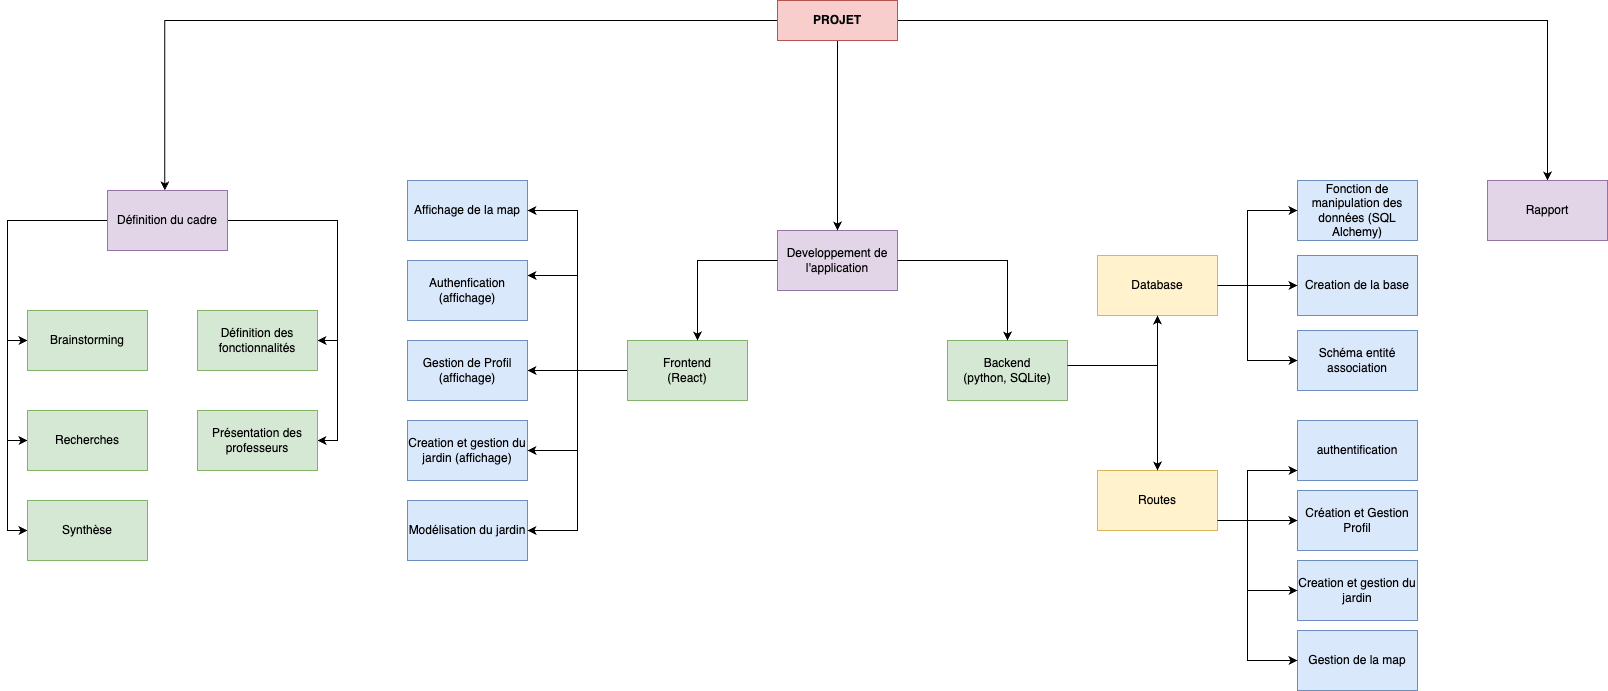 PROJET
Définition du cadre
Brainstorming
Recherches
Synthèse
Définition des
fonctionnalités
Présentation des
professeurs
Developpement de
l'application
Frontend
(React)
Affichage de la map
Authenfication
(affichage)
Gestion de Profil
(affichage)
Creation et gestion du
jardin (affichage)
Modélisation du jardin
Backend
(python, SQLite)
Database
Fonction de
manipulation des
données (SQL
Alchemy)
Creation de la base
Schéma entité
association
Routes
authentification
Création et Gestion
Profil
Creation et gestion du
jardin
Gestion de la map
Rapport